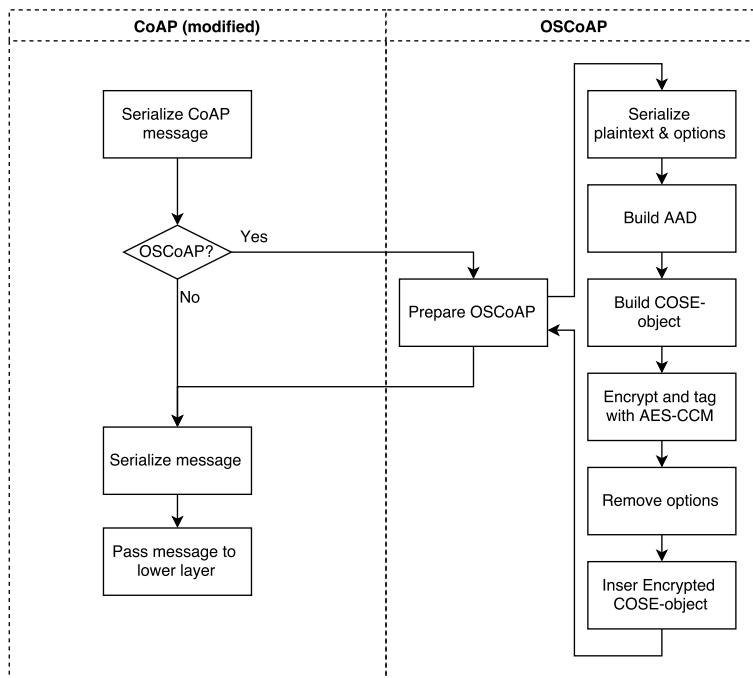 CoAP (modified)
OSCoAP
Serialize CoAP
message
OSCoAP?
Yes
No
Serialize message
Pass message to
lower layer
Prepare OSCoAP
Serialize
plaintext & options
Build AAD
Build COSE-
object
Encrypt and tag
with AES-CCM
Remove options
Inser Encrypted
COSE-object